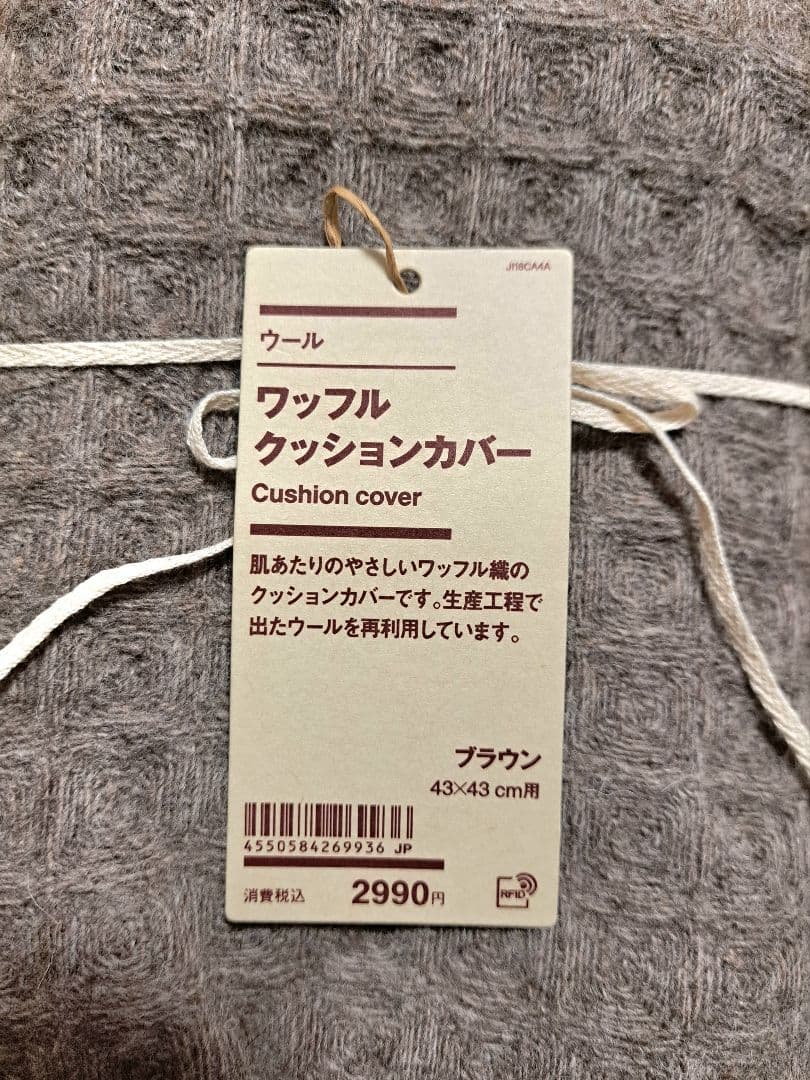 J118CA4A
ウール
ワッフル
クッションカバー
Cushion cover
肌あたりのやさしいワッフル織の
クッションカバーです。生産工程で
出たウールを再利用しています。
ブラウン
43×43 cm用
4550584269936 JP
消費税込 2990円
RFID